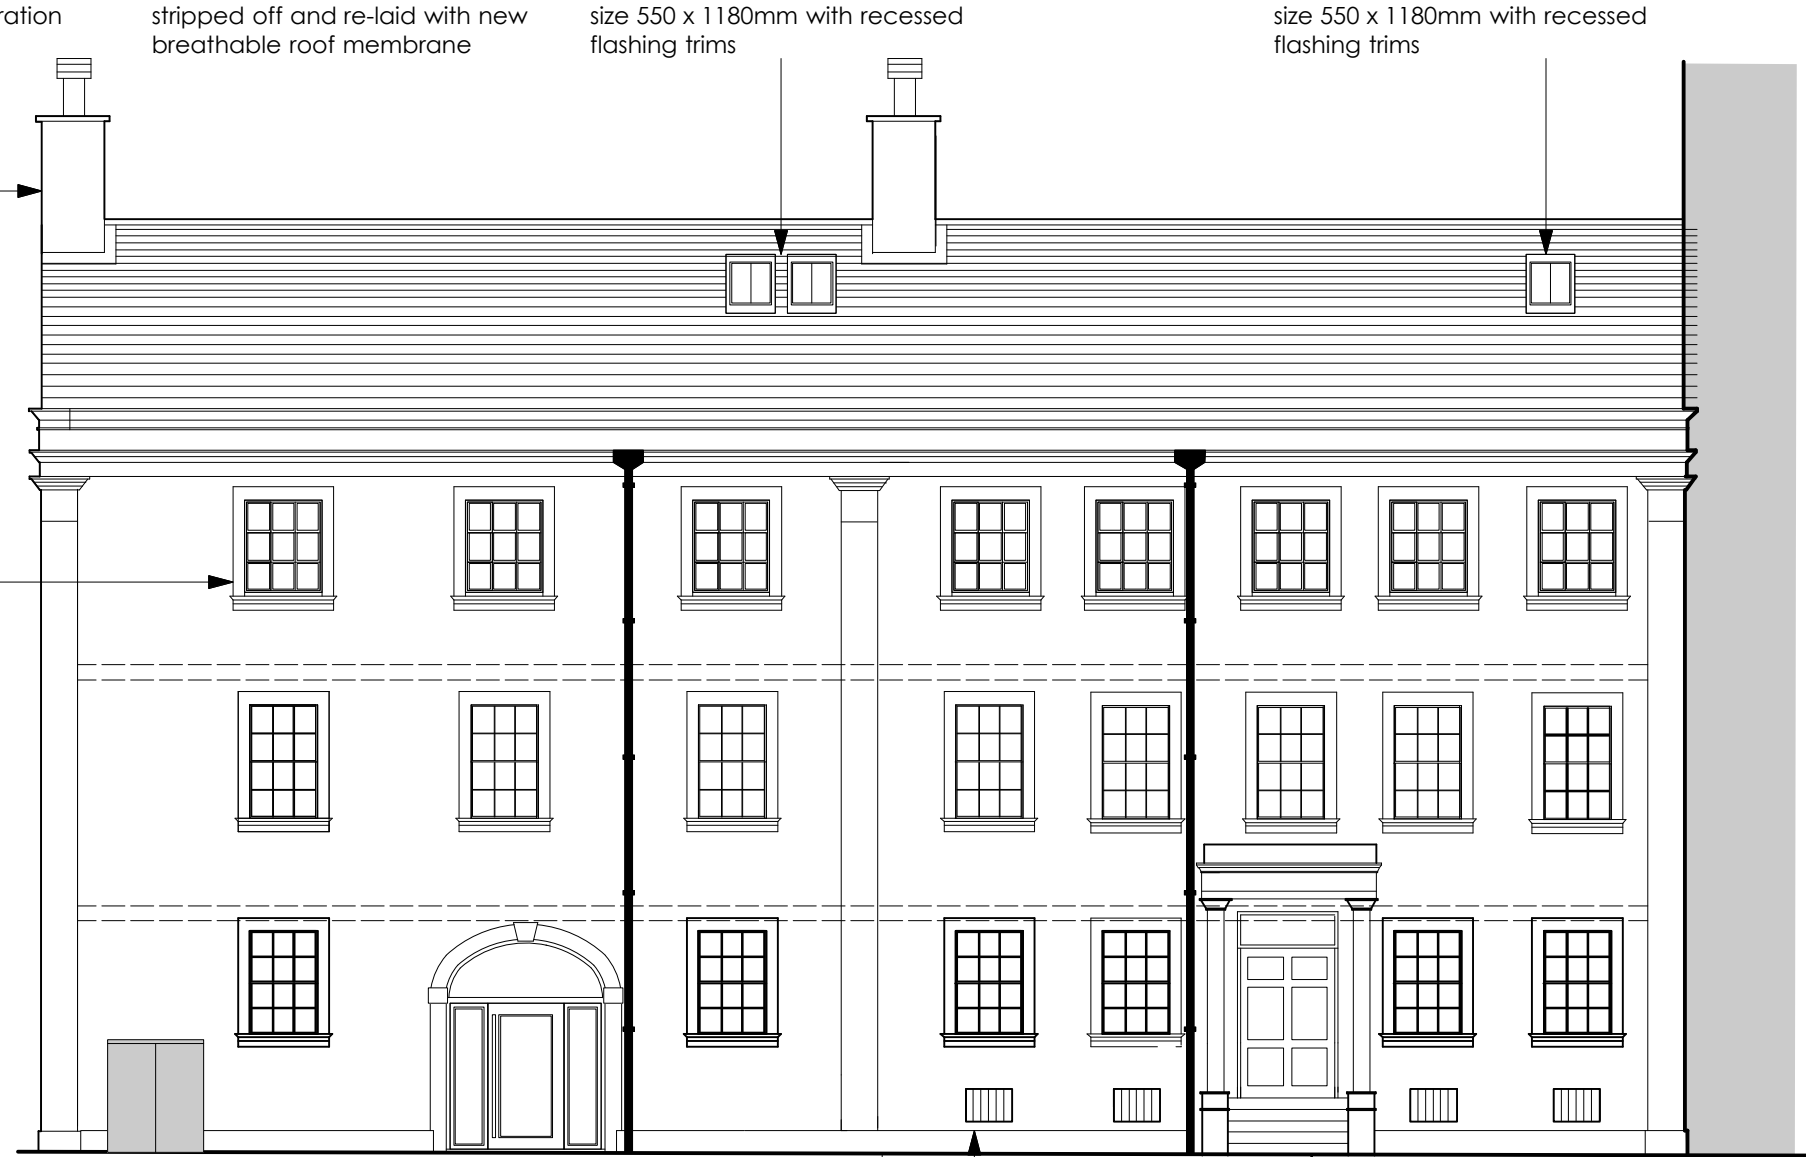 ration
stripped off and re-laid with new
breathable roof membrane
size 550 x 1180mm with recessed
flashing trims
size 550 x 1180mm with recessed
flashing trims